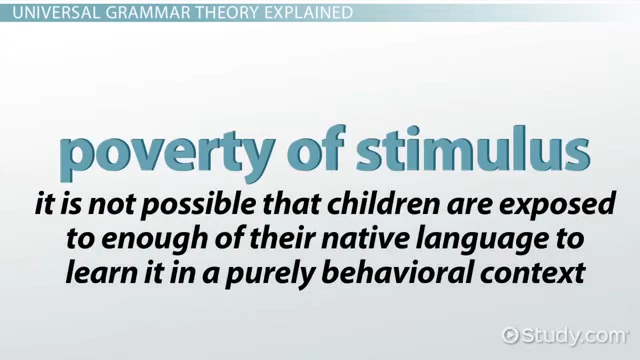 UNIVERSAL GRAMMAR THEORY EXPLAINED
poverty of stimulus
it is not possible that children are exposed
to enough of their native language to
learn it in a purely behavioral context
Study.com